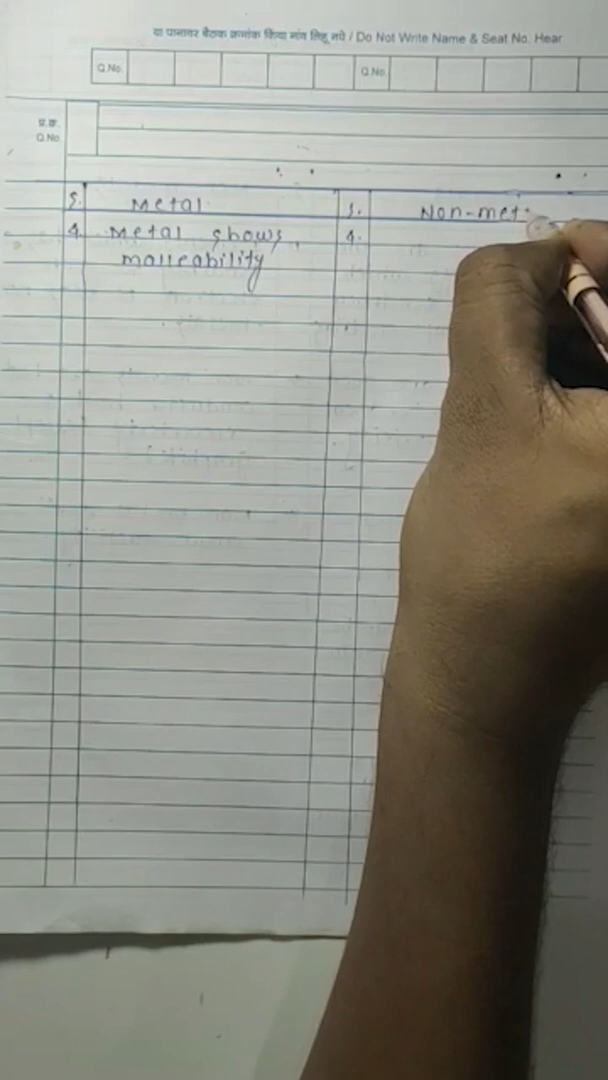 या पानावर बैठक क्रमांक किंवा नांव लिहू नये / Do Not Write Name & Seat No. Hear
Q.No. Q.No.
प्र.क्र.
Q.No.
S. Metal S. Non-met
4. Metal shows 4.
malleability